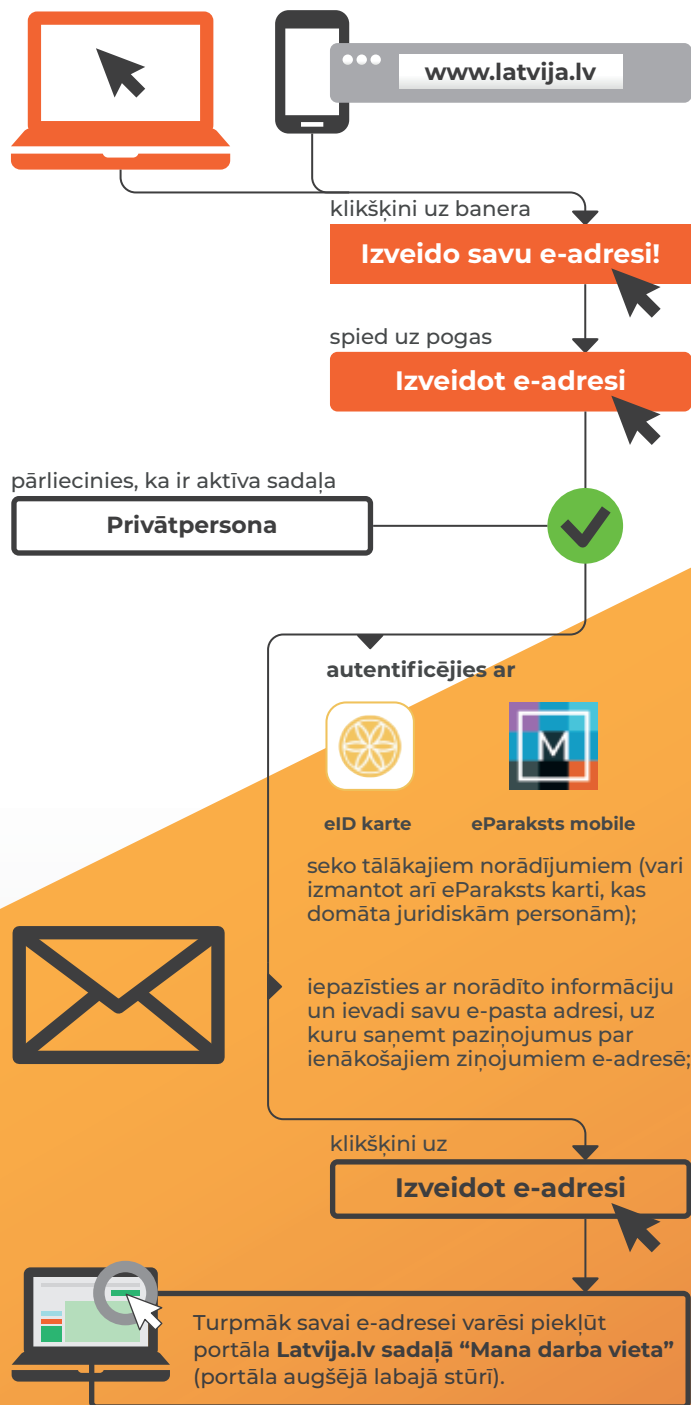 www.latvija.lv
klikšķini uz banera
Izveido savu e-adresi!
spied uz pogas
Izveidot e-adresi
pārliecinies, ka ir aktīva sadaļa
Privātpersona
autentificējies ar
M
eID karte
eParaksts mobile
seko tālākajiem norādījumiem (vari
izmantot arī eParaksts karti, kas
domāta juridiskām personām);
iepazīsties ar norādīto informāciju
un ievadi savu e-pasta adresi, uz
kuru saņemt paziņojumus par
ienākošajiem ziņojumiem e-adresē;
klikšķini uz
Izveidot e-adresi
Turpmāk savai e-adresei varēsi piekļūt
portāla Latvija.lv sadaļā “Mana darba vieta”
(portāla augšējā labajā stūrī).